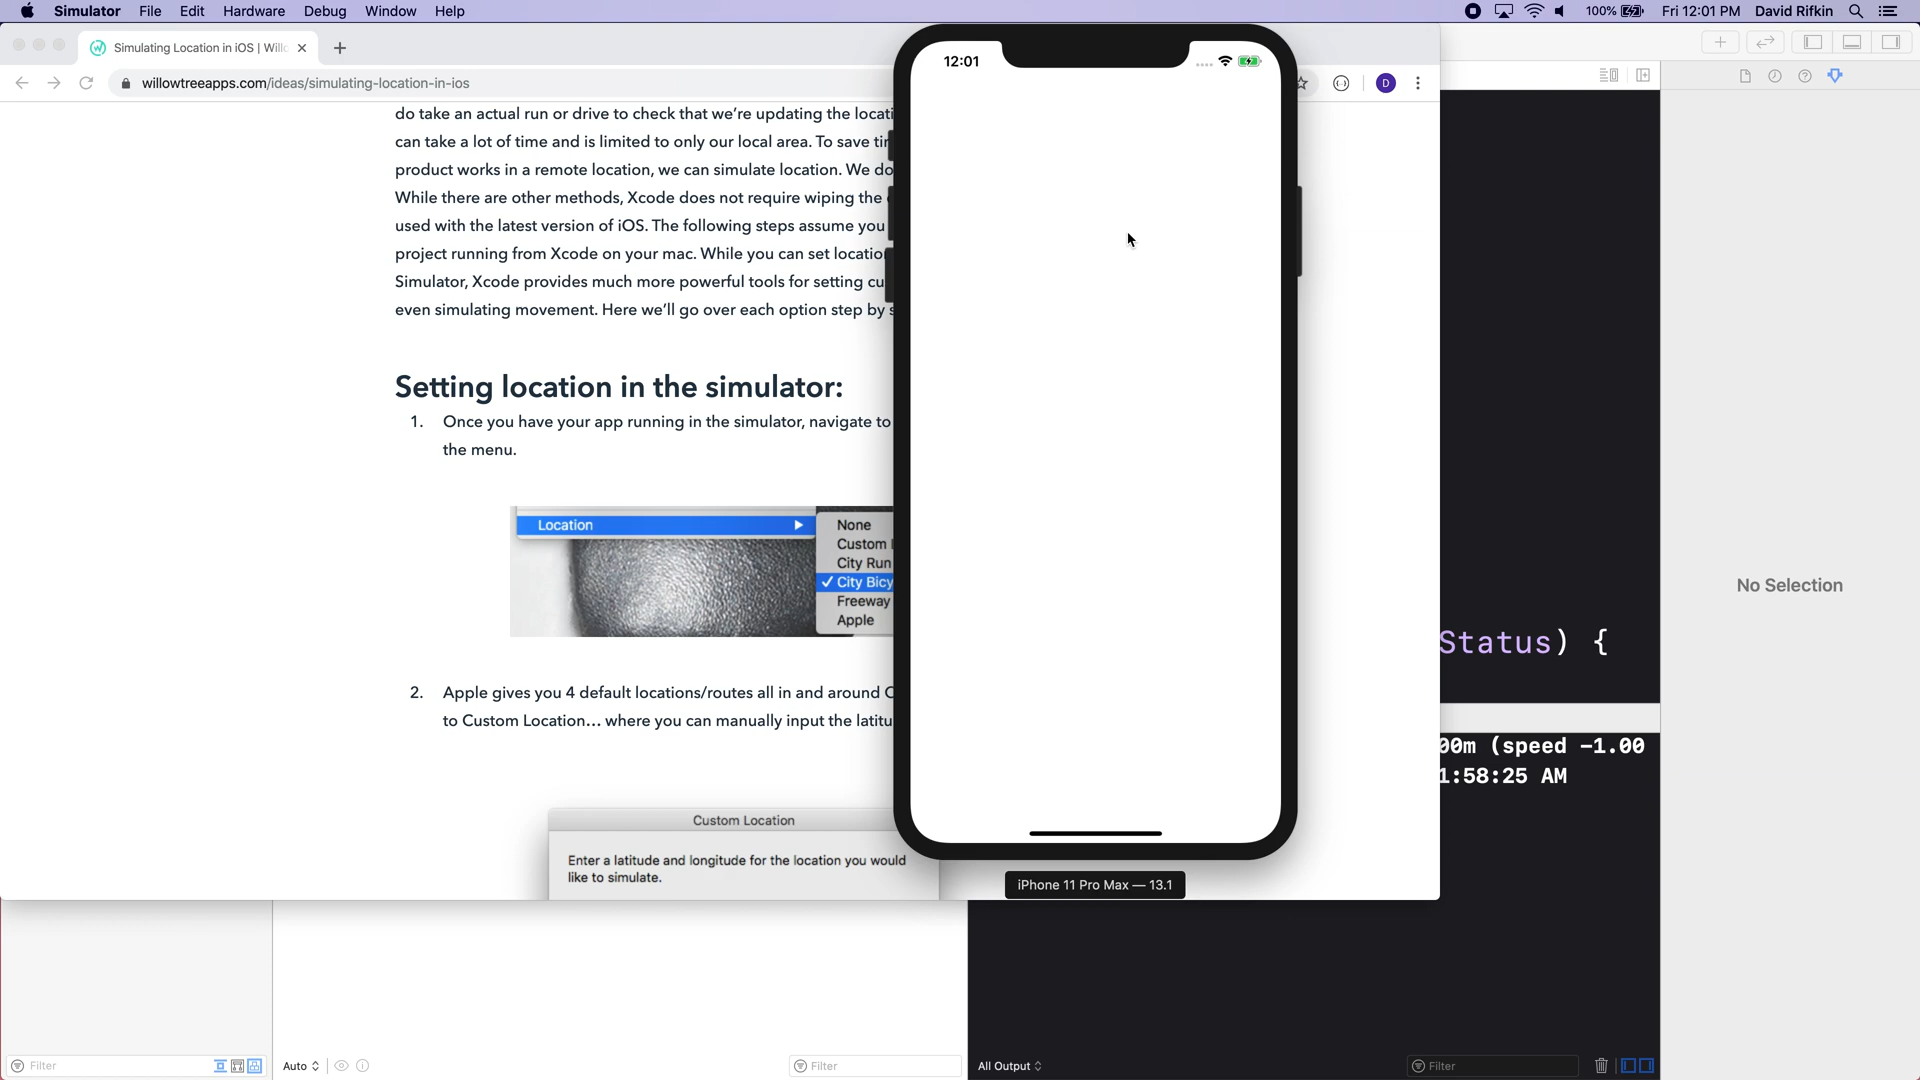 Simulator File Edit Hardware Debug Window Help
100% Fri 12:01 PM David Rifkin
Simulating Location in iOS | Willo
willowtreeapps.com/ideas/simulating-location-in-ios
D
do take an actual run or drive to check that we're updating the locati
can take a lot of time and is limited to only our local area. To save tim
product works in a remote location, we can simulate location. We do
While there are other methods, Xcode does not require wiping the
used with the latest version of iOS. The following steps assume you
project running from Xcode on your mac. While you can set location
Simulator, Xcode provides much more powerful tools for setting cu
even simulating movement. Here we'll go over each option step by s
Setting location in the simulator:
1. Once you have your app running in the simulator, navigate to
the menu.
Location
None
Custom
City Run
✓ City Bicy
Freeway
Apple
2. Apple gives you 4 default locations/routes all in and around C
to Custom Location... where you can manually input the latitu
Custom Location
Enter a latitude and longitude for the location you would
like to simulate.
12:01
iPhone 11 Pro Max — 13.1
Status) {
00m (speed -1.00
1:58:25 AM
No Selection
Filter
Auto
Filter
All Output
Filter